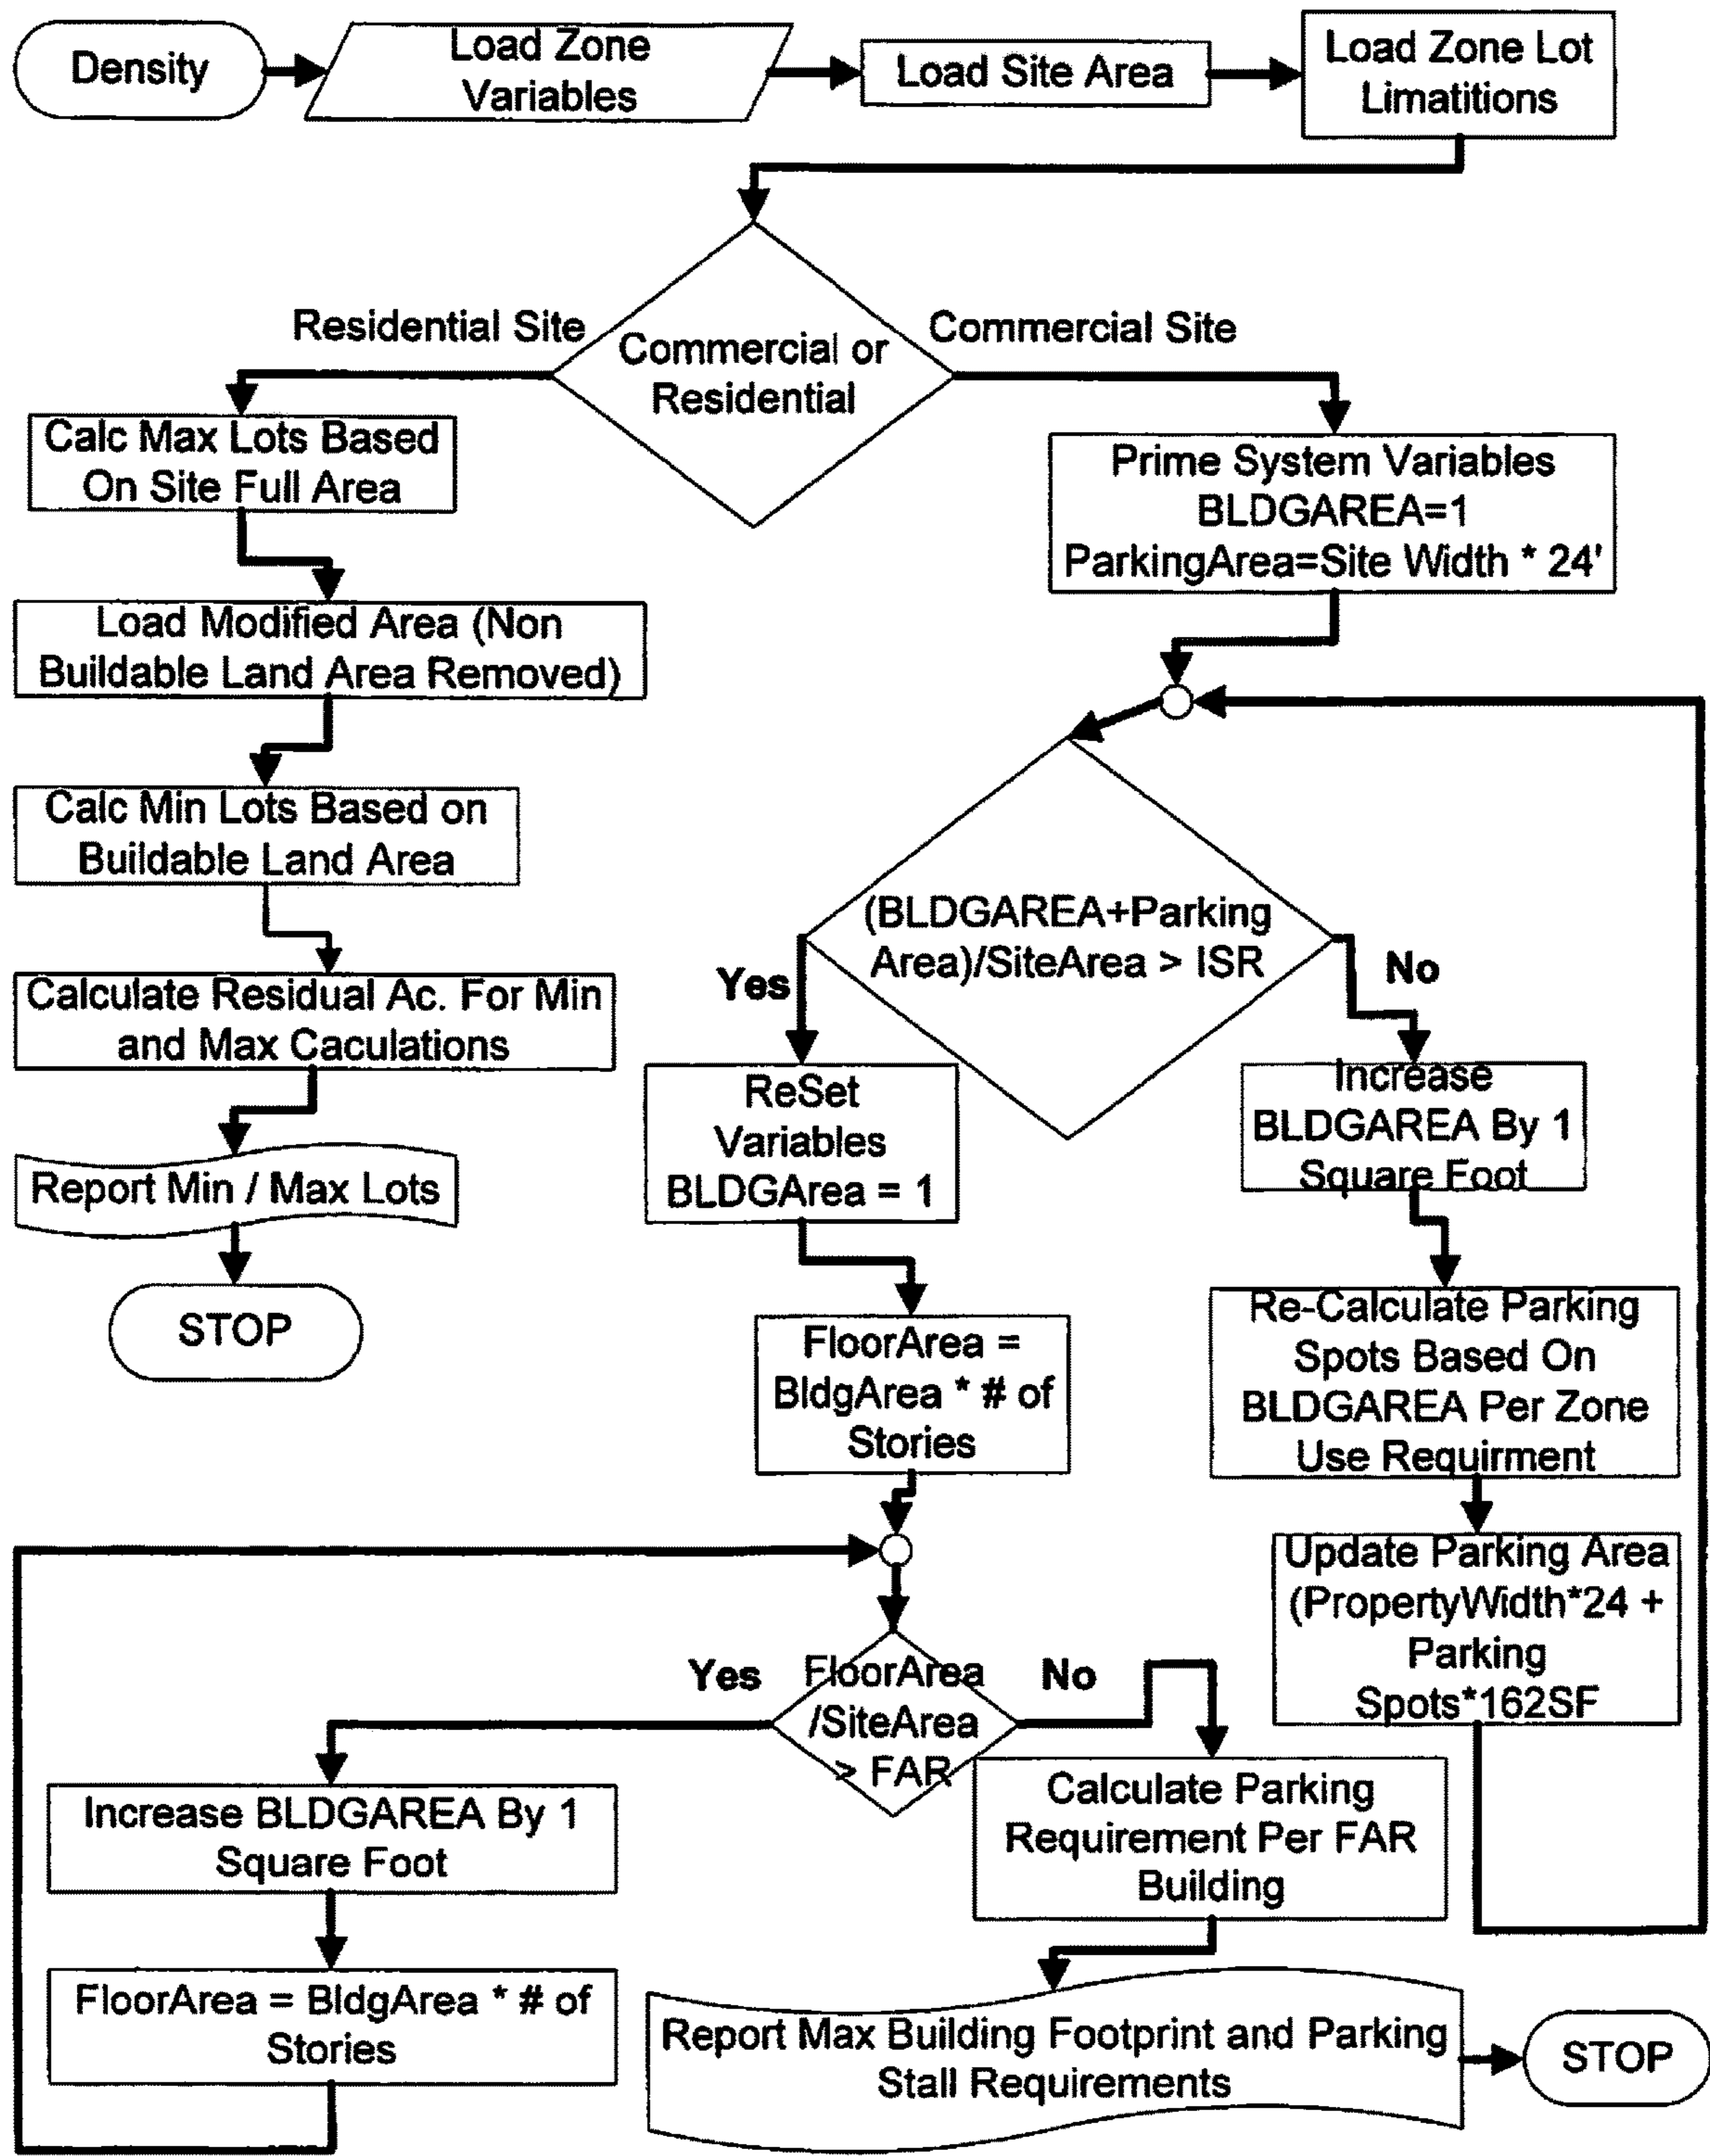 Density
Load Zone
Variables
Load Site Area
Load Zone Lot
Limatitions
Residential Site
Commercial Site
Commercial or
Residential
Calc Max Lots Based
On Site Full Area
Prime System Variables
BLDGAREA=1
ParkingArea=Site Width * 24'
Load Modified Area (Non
Buildable Land Area Removed)
Calc Min Lots Based on
Buildable Land Area
(BLDGAREA+Parking
Area)/SiteArea > ISR
Yes
No
Calculate Residual Ac. For Min
and Max Caculations
ReSet
Variables
BLDGArea = 1
Increase
BLDGAREA By 1
Square Foot
Report Min / Max Lots
STOP
FloorArea =
BldgArea * # of
Stories
Re-Calculate Parking
Spots Based On
BLDGAREA Per Zone
Use Requirment
Update Parking Area
(PropertyWidth*24 +
Parking
Spots*162SF
Yes
FloorArea
/SiteArea
> FAR
No
Increase BLDGAREA By 1
Square Foot
Calculate Parking
Requirement Per FAR
Building
FloorArea = BldgArea * # of
Stories
Report Max Building Footprint and Parking
Stall Requirements
STOP